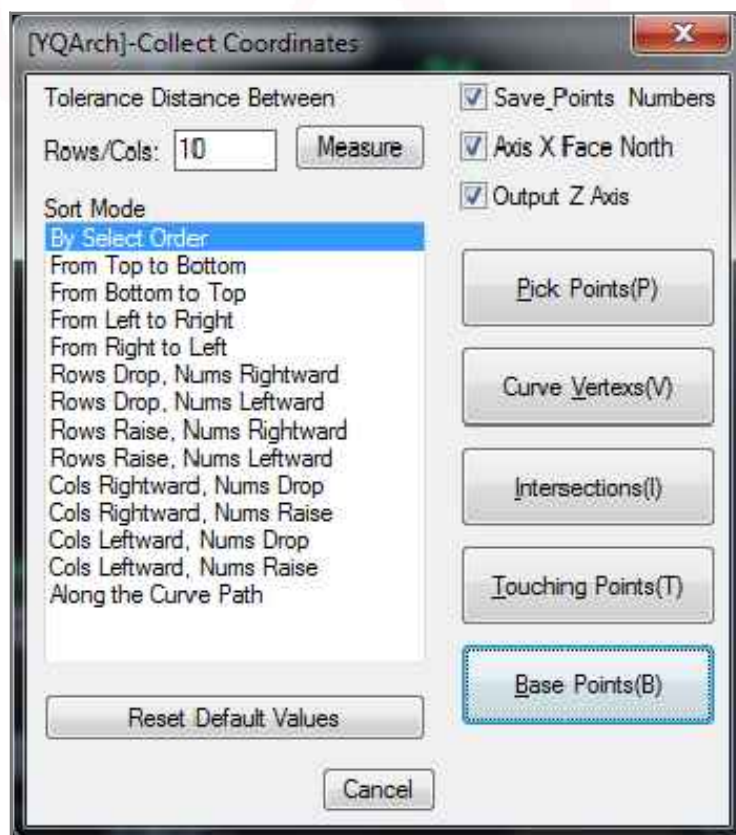 [YQArch]-Collect Coordinates
Tolerance Distance Between
Rows/Cols: 10 Measure
Sort Mode
By Select Order
From Top to Bottom
From Bottom to Top
From Left to Rright
From Right to Left
Rows Drop, Nums Rightward
Rows Drop, Nums Leftward
Rows Raise, Nums Rightward
Rows Raise, Nums Leftward
Cols Rightward, Nums Drop
Cols Rightward, Nums Raise
Cols Leftward, Nums Drop
Cols Leftward, Nums Raise
Along the Curve Path
Reset Default Values
Save_Points Numbers
Axis X Face North
Output Z Axis
Pick Points(P)
Curve Vertexs(V)
Intersections(I)
Touching Points(T)
Base Points(B)
Cancel